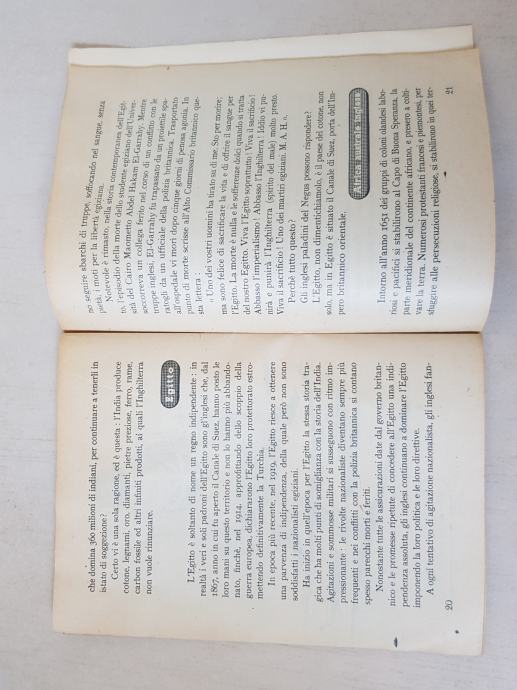 che domina 360 milioni di indiani, per continuare a tenerli in
istato di soggezione?
Certo vi è una sola ragione, ed è questa: l'India produce
cotone, legnami, oro, diamanti, pietre preziose, ferro, rame,
carbon fossile ed altri infiniti prodotti, ai quali l'Inghilterra
non vuole rinunziare.
Egitto
L'Egitto è soltanto di nome un regno indipendente: in
realtà i veri e soli padroni dell'Egitto sono gl'inglesi che, dal
1867, anno in cui fu aperto il Canale di Suez, hanno posto le
loro mani su questo territorio e non lo hanno più abbando-
nato, finchè, nel 1914, approfittando dello scoppio della
guerra europea, dichiararono l'Egitto loro protettorato estro-
mettendo definitivamente la Turchia.
In epoca più recente, nel 1919, l'Egitto riesce a ottenere
una parvenza di indipendenza, della quale però non sono
soddisfatti i nazionalisti egiziani.
Ha inizio in quell'epoca per l'Egitto la stessa storia tra-
gica che ha molti punti di somiglianza con la storia dell'India.
Agitazioni e sommosse militari si susseguono con ritmo im-
pressionante: le rivolte nazionaliste diventano sempre più
frequenti e nei conflitti con la polizia britannica si contano
spesso parecchi morti e feriti.
Nonostante tutte le assicurazioni date dal governo britan-
nico e le promesse ripetute di concedere all'Egitto una indi-
pendenza assoluta, gli inglesi continuano a dominare l'Egitto
imponendo la loro politica e le loro direttive.
A ogni tentativo di agitazione nazionalista, gli inglesi fan-
20
no seguire sbarchi di truppe, soffocando nel sangue, senza
pietà, i moti per la libertà egiziana.
Notevole è rimasto, nella storia contemporanea dell'Egit-
to, l'episodio della morte dello studente egiziano dell'Univer-
sità del Cairo Maometto Abdel Hakam El-Garrahy. Mentre
soccorreva un collega ferito nel corso di un conflitto con le
truppe inglesi, El-Garrahy fu trapassato da un proiettile spa-
ratogli da un ufficiale della polizia britannica. Trasportato
all'ospedale vi morì dopo cinque giorni di penosa agonia. In
punto di morte scrisse all'Alto Commissario britannico que-
sta lettera:
« Uno dei vostri uomini ha tirato su di me. Sto per morire;
ma sono felice di sacrificare la vita e di offrire il sangue per
l'Egitto. La morte è nulla e le sofferenze dolci quando si tratta
del nostro Egitto. Viva l'Egitto soprattutto! Viva il sacrificio!
Abbasso l'imperialismo! Abbasso l'Inghilterra! Iddio vi pu-
nirà e punirà l'Inghilterra (spirito del male) molto presto.
Viva il sacrificio! Uno dei martiri egiziani. M. A. H. ».
Perchè tutto questo?
Gli inglesi paladini del Negus possono rispondere?
L'Egitto, non dimentichiamolo, è il paese del cotone, non
solo, ma in Egitto è situato il Canale di Suez, porta dell'Im-
pero britannico orientale.
Intorno all'anno 1651 dei gruppi di coloni olandesi labo-
riosi e pacifici si stabilirono al Capo di Buona Speranza, la
parte meridionale del continente africano, e presero a colti-
vare la terra. Numerosi protestanti francesi e piemontesi, per
sfuggire alle persecuzioni religiose, si stabilirono in quei ter-
21